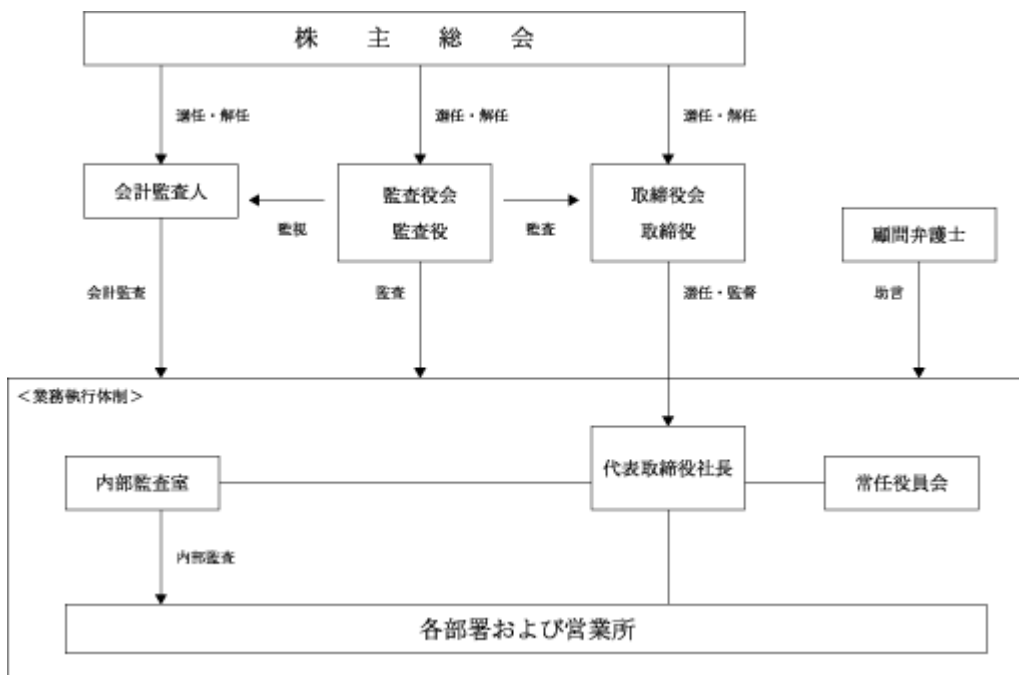 株主総会
選任・解任
選任・解任
選任・解任
会計監査人
監査役会
監査役
取締役会
取締役
顧問弁護士
監視
監査
会計監査
監査
選任・監督
助言
＜業務執行体制＞
内部監査室
代表取締役社長
常任役員会
内部監査
各部署および営業所